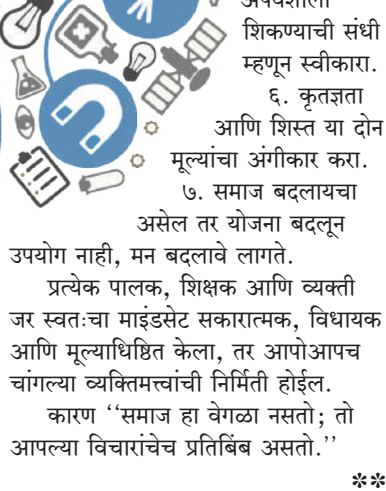 अपयशाला
शिकण्याची संधी
म्हणून स्वीकारा.
६. कृतज्ञता
आणि शिस्त या दोन
मूल्यांचा अंगीकार करा.
७. समाज बदलायचा
असेल तर योजना बदलून
उपयोग नाही, मन बदलावे लागते.
प्रत्येक पालक, शिक्षक आणि व्यक्ती
जर स्वतःचा माइंडसेट सकारात्मक, विधायक
आणि मूल्याधिष्ठित केला, तर आपोआपच
चांगल्या व्यक्तिमत्त्वांची निर्मिती होईल.
कारण ‘‘समाज हा वेगळा नसतो; तो
आपल्या विचारांचेच प्रतिबिंब असतो.’’
**